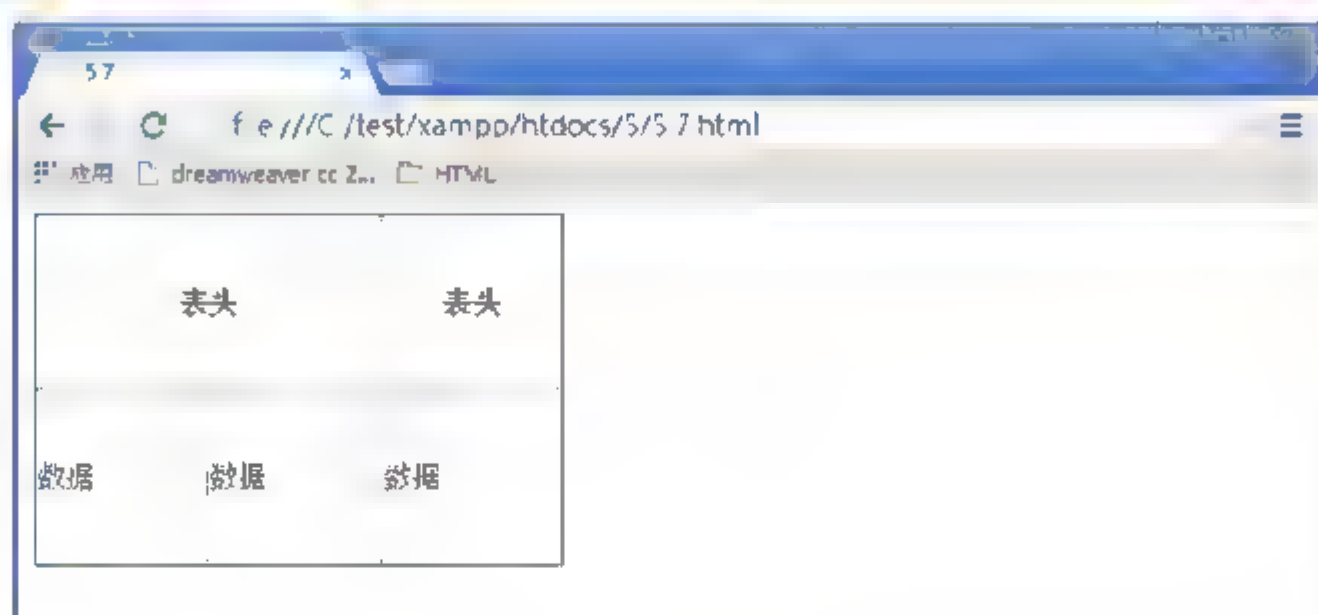 5 7
f e ///C /test/xampp/htdocs/5/5 7 html
应用 dreamweaver cc 2... HTML
表头 表头
数据 数据 数据